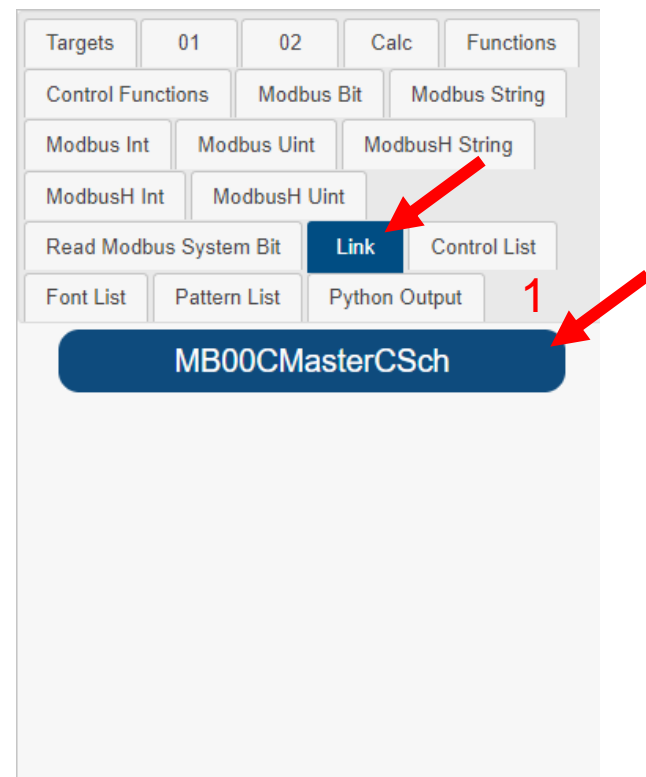 Targets 01 02 Calc Functions
Control Functions Modbus Bit Modbus String
Modbus Int Modbus Uint ModbusH String
ModbusH Int ModbusH Uint
Read Modbus System Bit Link Control List
Font List Pattern List Python Output 1
MB00CMasterCSch